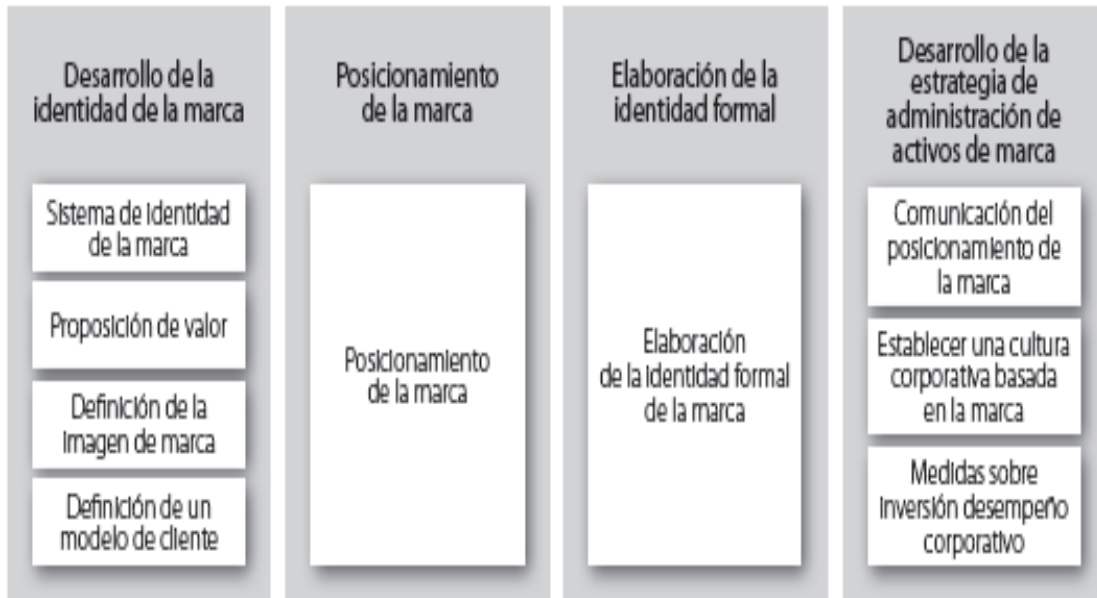 Desarrollo de la
identidad de la marca
Sistema de identidad
de la marca
Proposición de valor
Definición de la
imagen de marca
Definición de un
modelo de cliente
Posicionamiento
de la marca
Posicionamiento
de la marca
Elaboración de la
identidad formal
Elaboración
de la identidad formal
de la marca
Desarrollo de la
estrategia de
administración de
activos de marca
Comunicación del
posicionamiento de
la marca
Establecer una cultura
corporativa basada
en la marca
Medidas sobre
inversión desempeño
corporativo